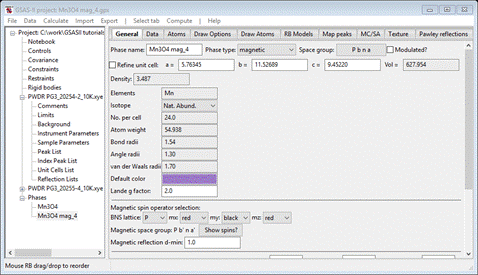 GSAS-II project: Mn3O4 mag_4.gpx
File Data Calculate Import Export Select tab Compute Help
Project: C:\work\GSASII tutorials
Notebook
Controls
Covariance
Constraints
Restraints
Rigid bodies
PWDR PG3_20254-2_10K.xye
Comments
Limits
Background
Instrument Parameters
Sample Parameters
Peak List
Index Peak List
Unit Cells List
Reflection Lists
PWDR PG3_20255-4_10K.xye
Phases
Mn3O4
Mn3O4 mag_4
General Data Atoms Draw Options Draw Atoms RB Models Map peaks MC/SA Texture Pawley reflections
Phase name: Mn3O4 mag_4 Phase type: magnetic Space group: P b n a Modulated?
Refine unit cell: a = 5.76345 b = 11.52689 c = 9.45220 Vol = 627.954
Density: 3.487
Elements Mn
Isotope Nat. Abund.
No. per cell 24.0
Atom weight 54.938
Bond radii 1.54
Angle radii 1.30
van der Waals radii 1.70
Default color
Lande g factor: 2.0
Magnetic spin operator selection:
BNS lattice: P mx: red my: black mz: red
Magnetic space group: P b' n a' Show spins?
Magnetic reflection d-min: 1.0
Mouse RB drag/drop to reorder